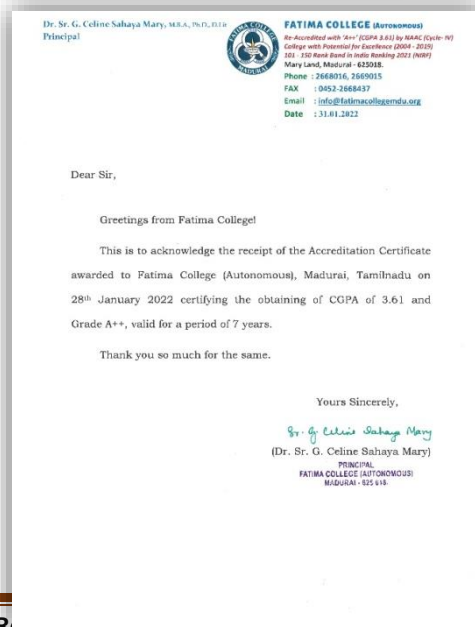 Dr. Sr. G. Celine Sahaya Mary, M.B.A., Ph.D., D.Lit
Principal
FATIMA COLLEGE
MADURAI
FATIMA COLLEGE (AUTONOMOUS)
Re-Accredited with 'A++' (CGPA 3.61) by NAAC (Cycle- IV)
College with Potential for Excellence (2004 - 2019)
101 - 150 Rank Band in India Ranking 2021 (NIRF)
Mary Land, Madurai - 625018.
Phone : 2668016, 2669015
FAX : 0452-2668437
Email : info@fatimacollegemdu.org
Date : 31.01.2022
Dear Sir,
Greetings from Fatima College!
This is to acknowledge the receipt of the Accreditation Certificate
awarded to Fatima College (Autonomous), Madurai, Tamilnadu on
28th January 2022 certifying the obtaining of CGPA of 3.61 and
Grade A++, valid for a period of 7 years.
Thank you so much for the same.
Yours Sincerely,
Sr. G. Celine Sahaya Mary
(Dr. Sr. G. Celine Sahaya Mary)
PRINCIPAL
FATIMA COLLEGE (AUTONOMOUS)
MADURAI - 625 018.